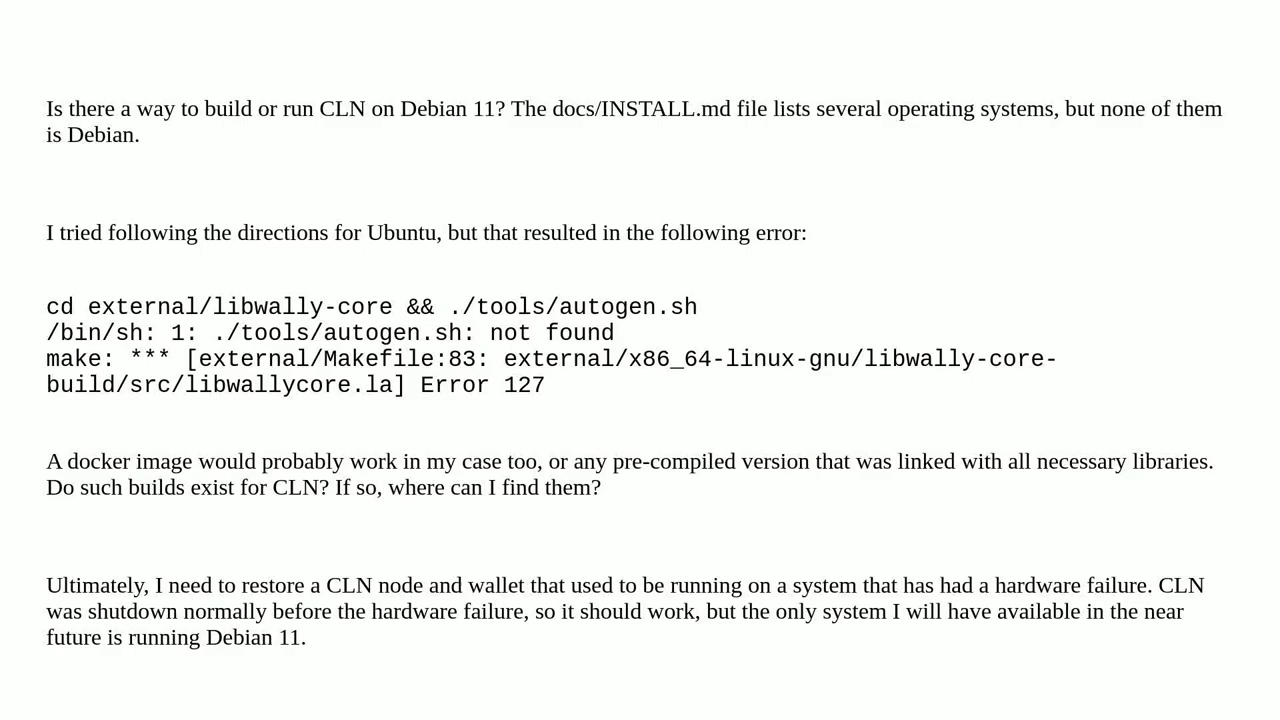 Is there a way to build or run CLN on Debian 11? The docs/INSTALL.md file lists several operating systems, but none of them
is Debian.
I tried following the directions for Ubuntu, but that resulted in the following error:
cd external/libwally-core && ./tools/autogen.sh
/bin/sh: 1: ./tools/autogen.sh: not found
make: *** [external/Makefile:83: external/x86_64-linux-gnu/libwally-core-
build/src/libwallycore.la] Error 127
A docker image would probably work in my case too, or any pre-compiled version that was linked with all necessary libraries.
Do such builds exist for CLN? If so, where can I find them?
Ultimately, I need to restore a CLN node and wallet that used to be running on a system that has had a hardware failure. CLN
was shutdown normally before the hardware failure, so it should work, but the only system I will have available in the near
future is running Debian 11.